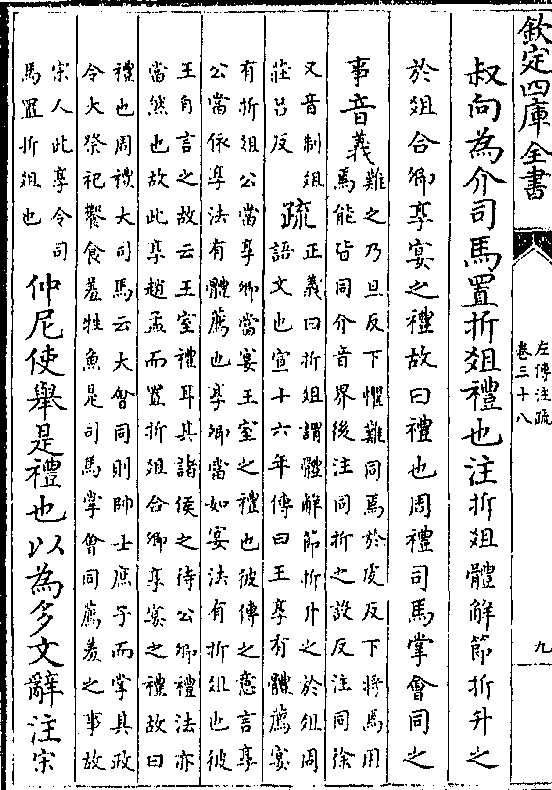 欽定四庫全書
左傳注疏
卷三十八
九
叔向為介司馬置折俎禮也注折俎體解節折升之
於俎合卿享宴之禮故曰禮也周禮司馬掌會同之
事音義難之乃旦反下懼難同焉於虔反下將焉用
焉能皆同介音界後注同折之設反注同徐
又音制俎
莊呂反
疏正義曰折俎謂體解節折升之於俎周
語文也宣十六年傳曰王享有體薦宴
有折俎公當享卿當宴王室之禮也彼傳之意言享
公當依享法有體薦也享卿當如宴法有折俎也彼
王自言之故云王室禮耳其諸侯之待公卿禮法亦
當然也故此享趙孟而置折俎合卿享宴之禮故曰
禮也周禮大司馬云大會同則帥士庶子而掌其政
令大祭祀饗食羞牲魚是司馬掌會同薦羞之事故
宋人此享令司
馬置折俎也
仲尼使舉是禮也以為多文辭注宋